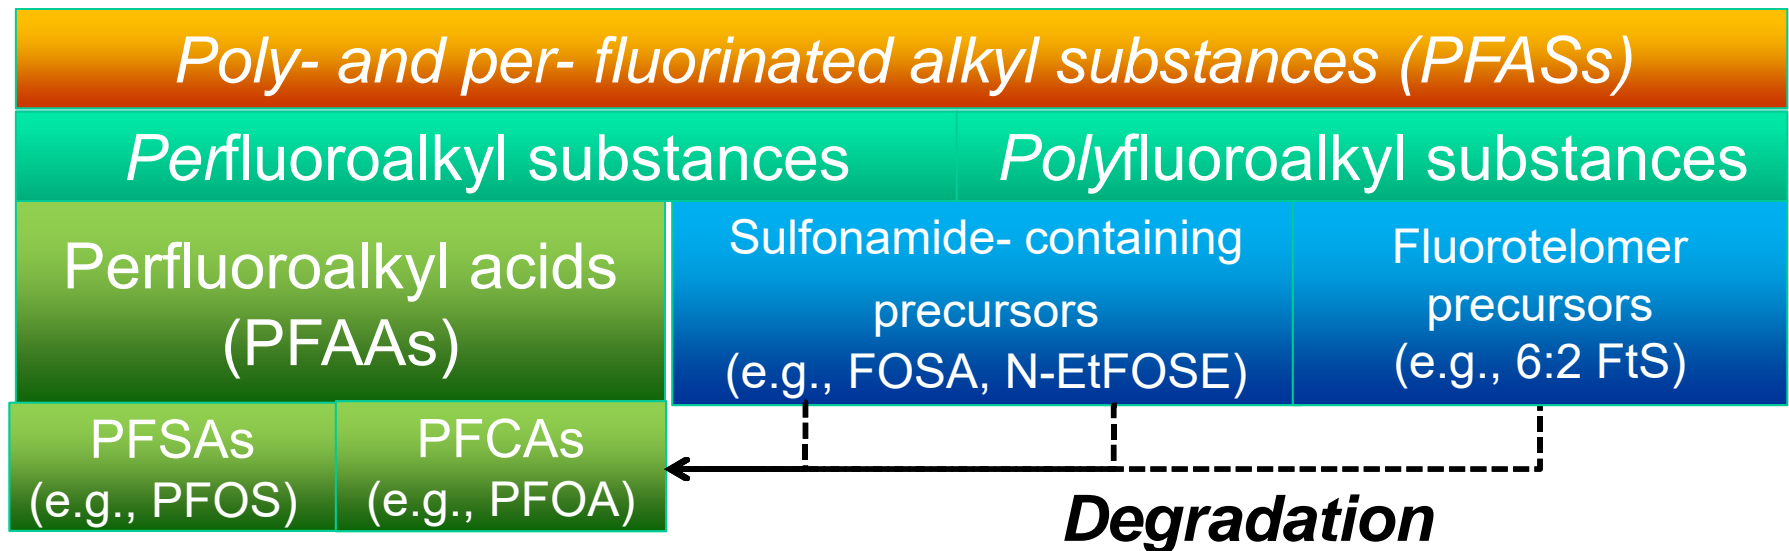 Poly- and per- fluorinated alkyl substances (PFASs)
Perfluoroalkyl substances
Polyfluoroalkyl substances
Perfluoroalkyl acids
(PFAAs)
Sulfonamide- containing
precursors
(e.g., FOSA, N-EtFOSE)
Fluorotelomer
precursors
(e.g., 6:2 FtS)
PFSAs
(e.g., PFOS)
PFCAs
(e.g., PFOA)
Degradation